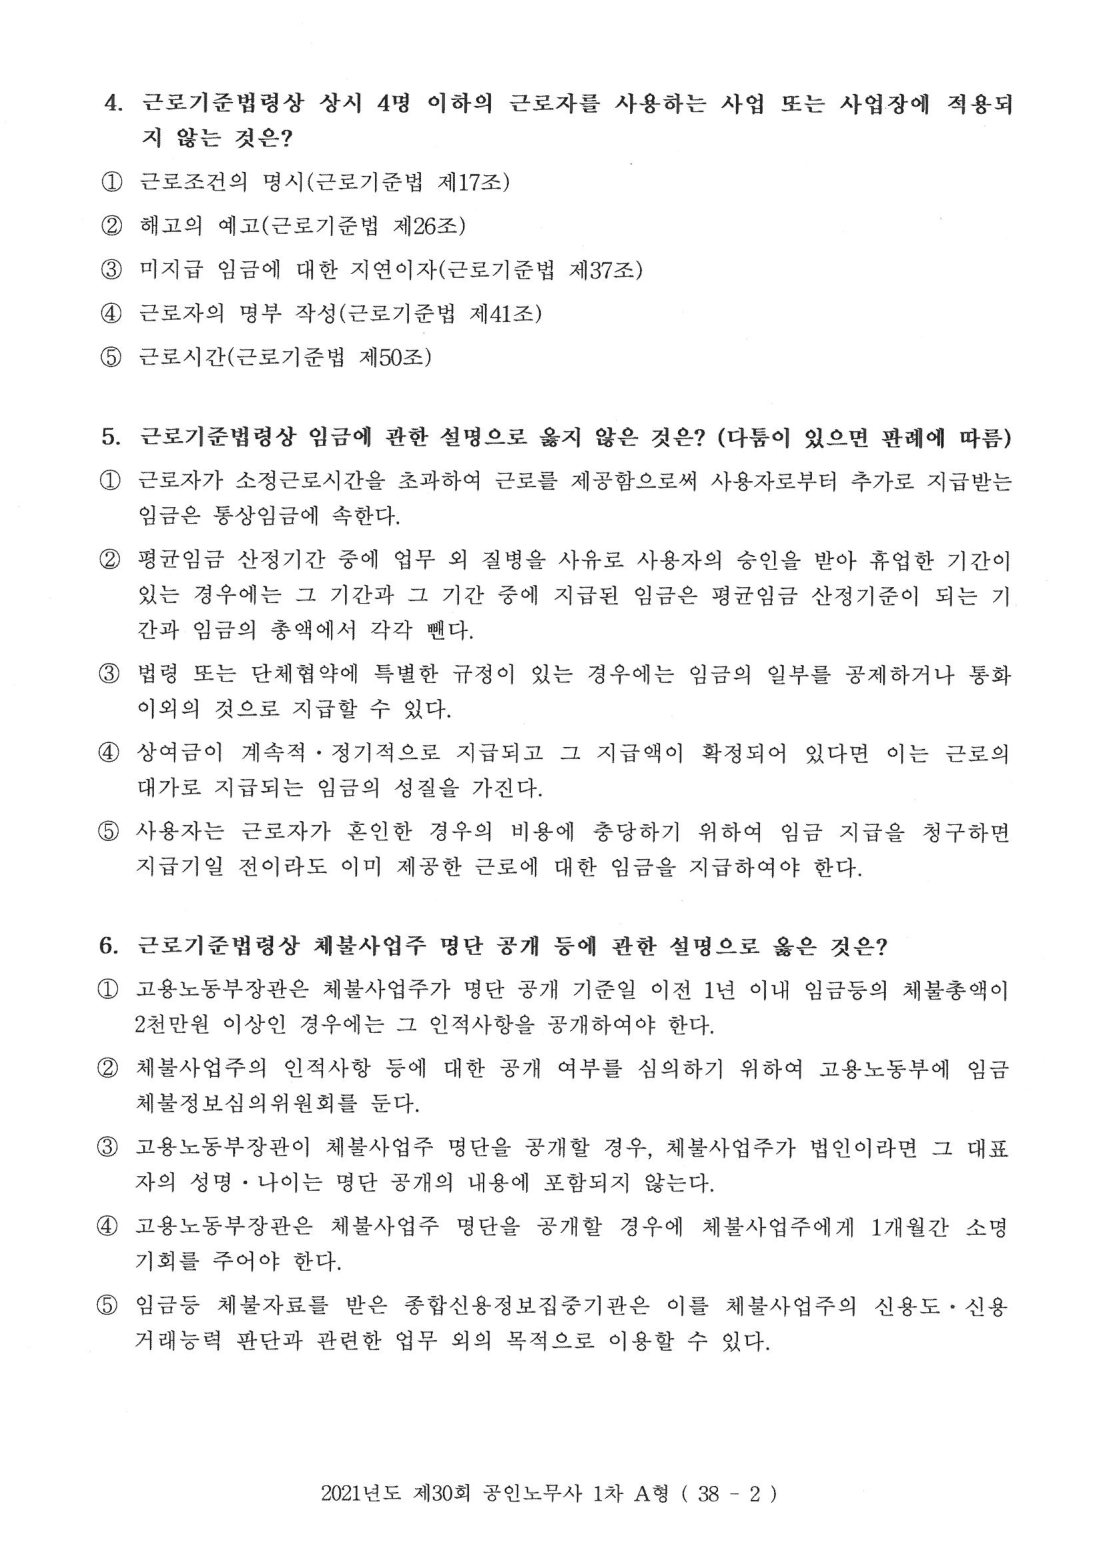 4. 근로기준법령상 상시 4명 이하의 근로자를 사용하는 사업 또는 사업장에 적용되
지 않는 것은?
① 근로조건의 명시(근로기준법 제17조)
② 해고의 예고(근로기준법 제26조)
③ 미지급 임금에 대한 지연이자(근로기준법 제37조)
④ 근로자의 명부 작성(근로기준법 제41조)
⑤ 근로시간(근로기준법 제50조)
5. 근로기준법령상 임금에 관한 설명으로 옳지 않은 것은? (다툼이 있으면 판례에 따름)
① 근로자가 소정근로시간을 초과하여 근로를 제공함으로써 사용자로부터 추가로 지급받는
임금은 통상임금에 속한다.
② 평균임금 산정기간 중에 업무 외 질병을 사유로 사용자의 승인을 받아 휴업한 기간이
있는 경우에는 그 기간과 그 기간 중에 지급된 임금은 평균임금 산정기준이 되는 기
간과 임금의 총액에서 각각 뺀다.
③ 법령 또는 단체협약에 특별한 규정이 있는 경우에는 임금의 일부를 공제하거나 통화
이외의 것으로 지급할 수 있다.
④ 상여금이 계속적·정기적으로 지급되고 그 지급액이 확정되어 있다면 이는 근로의
대가로 지급되는 임금의 성질을 가진다.
⑤ 사용자는 근로자가 혼인한 경우의 비용에 충당하기 위하여 임금 지급을 청구하면
지급기일 전이라도 이미 제공한 근로에 대한 임금을 지급하여야 한다.
6. 근로기준법령상 체불사업주 명단 공개 등에 관한 설명으로 옳은 것은?
① 고용노동부장관은 체불사업주가 명단 공개 기준일 이전 1년 이내 임금등의 체불총액이
2천만원 이상인 경우에는 그 인적사항을 공개하여야 한다.
② 체불사업주의 인적사항 등에 대한 공개 여부를 심의하기 위하여 고용노동부에 임금
체불정보심의위원회를 둔다.
③ 고용노동부장관이 체불사업주 명단을 공개할 경우, 체불사업주가 법인이라면 그 대표
자의 성명·나이는 명단 공개의 내용에 포함되지 않는다.
④ 고용노동부장관은 체불사업주 명단을 공개할 경우에 체불사업주에게 1개월간 소명
기회를 주어야 한다.
⑤ 임금등 체불자료를 받은 종합신용정보집중기관은 이를 체불사업주의 신용도·신용
거래능력 판단과 관련한 업무 외의 목적으로 이용할 수 있다.
2021년도 제30회 공인노무사 1차 A형 ( 38 - 2 )